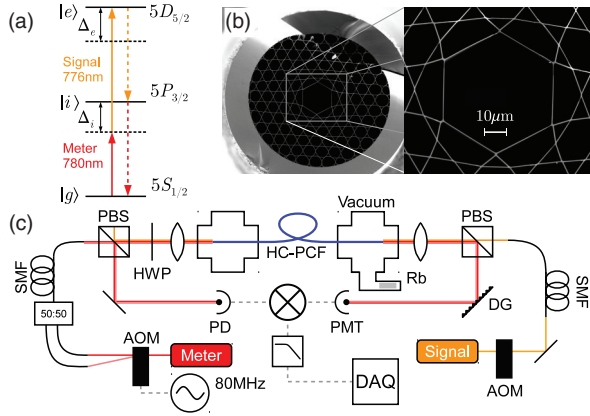 (a)
|e⟩
5D5/2
Δe
Signal
776nm
|i⟩
5P3/2
Δi
Meter
780nm
|g⟩
5S1/2
(b)
10μm
(c)
PBS
HWP
HC-PCF
Vacuum
PBS
SMF
Rb
SMF
50:50
PD
PMT
DG
AOM
Meter
80MHz
DAQ
Signal
AOM